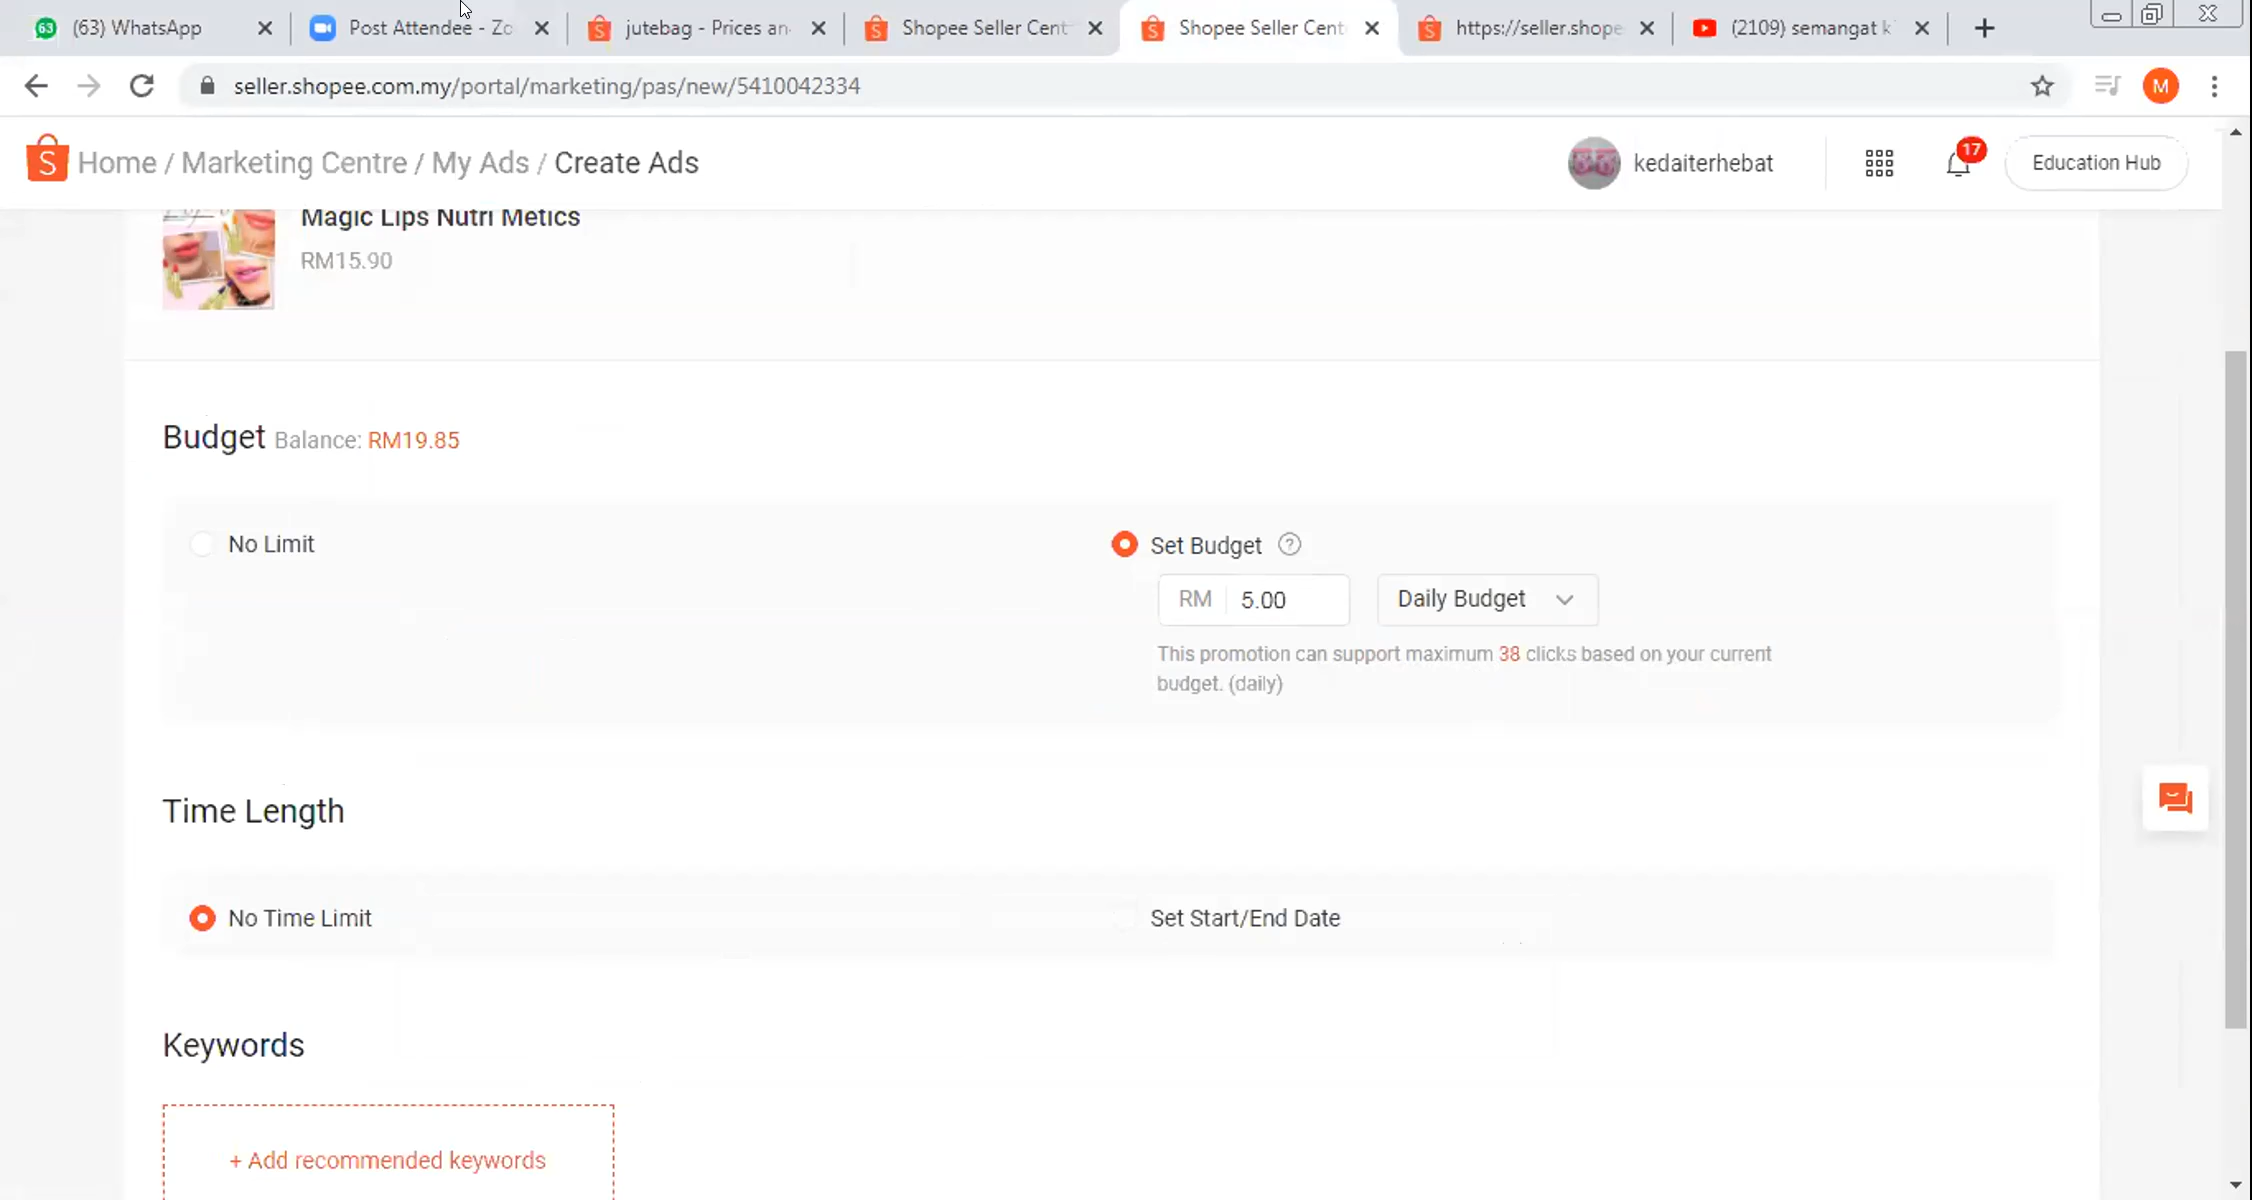 63 (63) WhatsApp
Post Attendee - Zo
jutebag - Prices an
Shopee Seller Cent
Shopee Seller Cent
https://seller.shope
(2109) semangat k
seller.shopee.com.my/portal/marketing/pas/new/5410042334
M
Home / Marketing Centre / My Ads / Create Ads
kedaiterhebat
17
Education Hub
Magic Lips Nutri Metics
RM15.90
Budget Balance: RM19.85
No Limit
Set Budget ?
RM 5.00
Daily Budget
This promotion can support maximum 38 clicks based on your current
budget. (daily)
Time Length
No Time Limit
Set Start/End Date
Keywords
+ Add recommended keywords